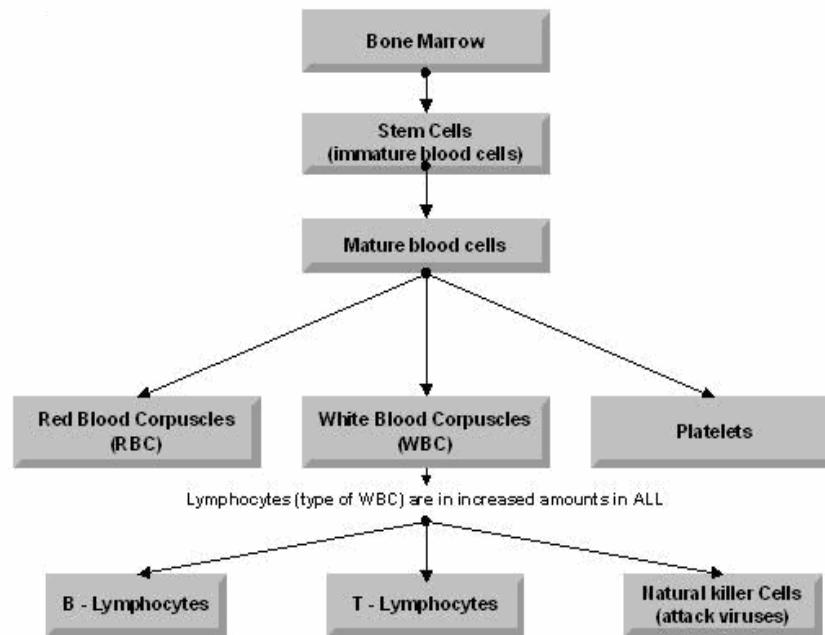 Bone Marrow
Stem Cells
(immature blood cells)
Mature blood cells
Red Blood Corpuscles
(RBC)
White Blood Corpuscles
(WBC)
Platelets
Lymphocytes (type of WBC) are in increased amounts in ALL
B - Lymphocytes
T - Lymphocytes
Natural killer Cells
(attack viruses)